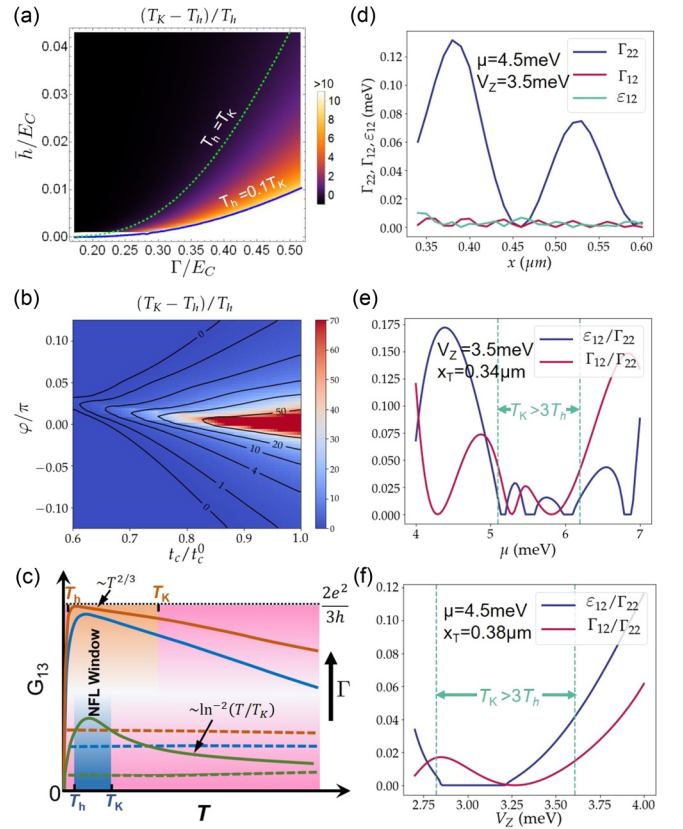 (a)
(T_K − T_h)/T_h
h̄/E_C
0.04
0.03
0.02
0.01
0.00
T_h=T_K
T_h=0.1T_K
>10
10
8
6
4
2
0
0.20 0.25 0.30 0.35 0.40 0.45 0.50
Γ/E_C
(b)
(T_K − T_h)/T_h
φ/π
0.10
0.05
0.00
−0.05
−0.10
0
50
20
10
4
1
0
70
60
50
40
30
20
10
0
0.6 0.7 0.8 0.9 1.0
t_c/t_c^0
(c)
G_13
T_h
~T^{2/3}
T_K
2e²/3h
NFL Window
Γ
~ln^{−2}(T/T_K)
0
T_h
T_K
T
(d)
Γ_22, Γ_12, ε_12 (meV)
0.12
0.10
0.08
0.06
0.04
0.02
0.00
μ=4.5meV
V_Z=3.5meV
Γ_22
Γ_12
ε_12
0.35 0.40 0.45 0.50 0.55 0.60
x (μm)
(e)
0.175
0.150
0.125
0.100
0.075
0.050
0.025
0.000
V_Z=3.5meV
x_T=0.34μm
ε_12/Γ_22
Γ_12/Γ_22
T_K>3T_h
4 5 6 7
μ (meV)
(f)
0.12
0.10
0.08
0.06
0.04
0.02
0.00
μ=4.5meV
x_T=0.38μm
ε_12/Γ_22
Γ_12/Γ_22
T_K>3T_h
2.75 3.00 3.25 3.50 3.75 4.00
V_Z (meV)